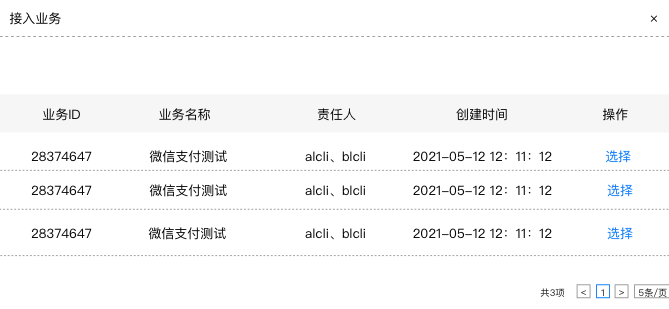 接入业务 ×
业务ID 业务名称 责任人 创建时间 操作
28374647 微信支付测试 alcli、blcli 2021-05-12 12：11：12 选择
28374647 微信支付测试 alcli、blcli 2021-05-12 12：11：12 选择
28374647 微信支付测试 alcli、blcli 2021-05-12 12：11：12 选择
共3项 < 1 > 5条/页